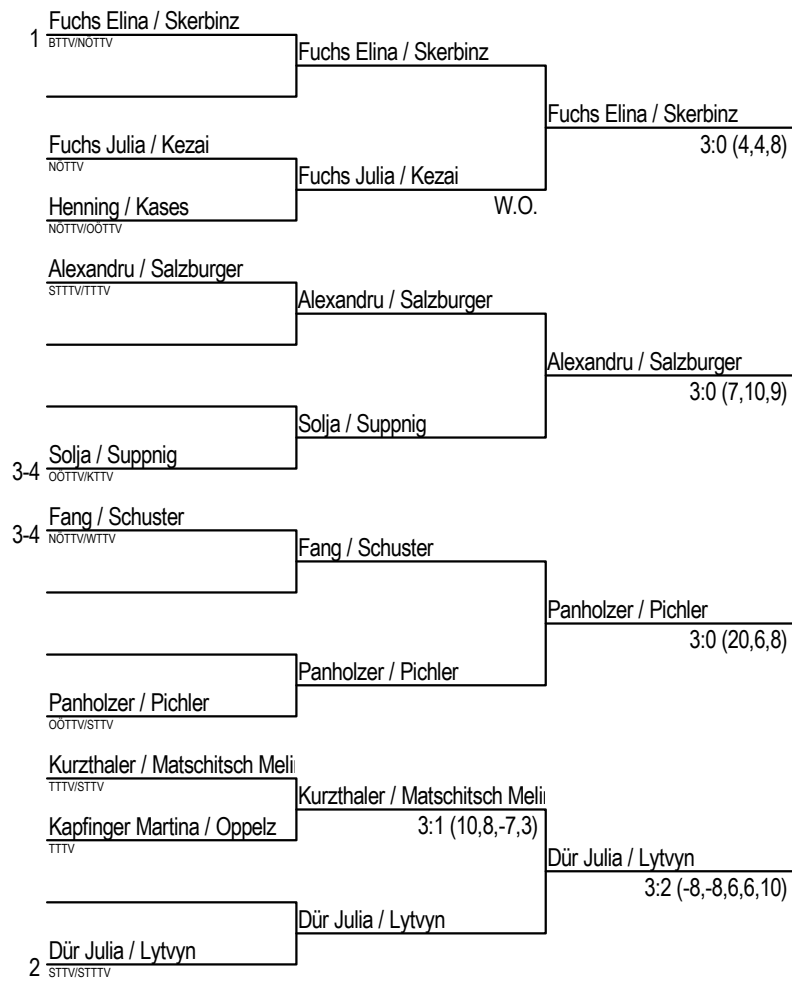 Fuchs Elina / Skerbinz
1 BTTV/NÖTTV
Fuchs Elina / Skerbinz
Fuchs Elina / Skerbinz
3:0 (4,4,8)
Fuchs Julia / Kezai
NÖTTV
Fuchs Julia / Kezai
W.O.
Henning / Kases
NÖTTV/OÖTTV
Alexandru / Salzburger
STTTV/TTTV
Alexandru / Salzburger
Alexandru / Salzburger
3:0 (7,10,9)
Solja / Suppnig
Solja / Suppnig
3-4 OÖTTV/KTTV
Fang / Schuster
3-4 NÖTTV/WTTV
Fang / Schuster
Panholzer / Pichler
3:0 (20,6,8)
Panholzer / Pichler
Panholzer / Pichler
OÖTTV/STTV
Kurzthaler / Matschitsch Meli
TTTV/STTV
Kurzthaler / Matschitsch Meli
3:1 (10,8,-7,3)
Kapfinger Martina / Oppelz
TTTV
Dür Julia / Lytvyn
3:2 (-8,-8,6,6,10)
Dür Julia / Lytvyn
Dür Julia / Lytvyn
2 STTV/STTTV